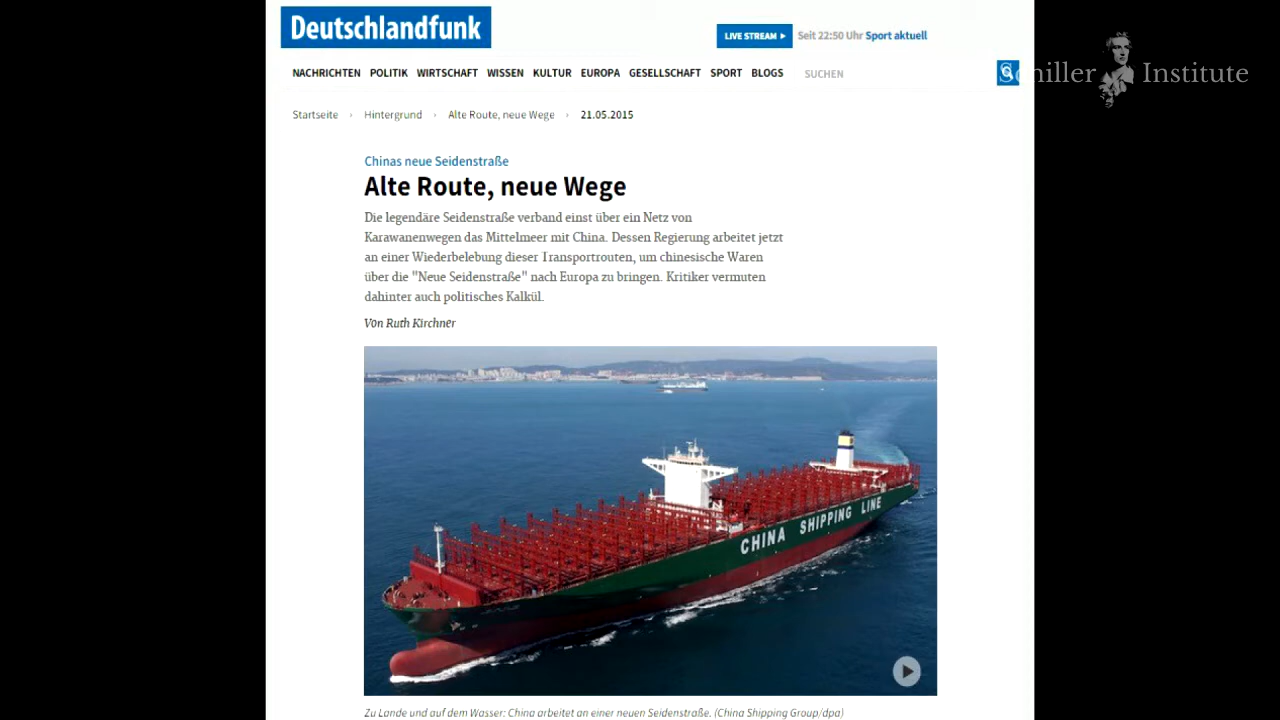 Deutschlandfunk
LIVE STREAM
Seit 22:50 Uhr Sport aktuell
Schiller Institute
NACHRICHTEN POLITIK WIRTSCHAFT WISSEN KULTUR EUROPA GESELLSCHAFT SPORT BLOGS SUCHEN
Startseite › Hintergrund › Alte Route, neue Wege › 21.05.2015
Chinas neue Seidenstraße
Alte Route, neue Wege
Die legendäre Seidenstraße verband einst über ein Netz von
Karawanenwegen das Mittelmeer mit China. Dessen Regierung arbeitet jetzt
an einer Wiederbelebung dieser Transportrouten, um chinesische Waren
über die "Neue Seidenstraße" nach Europa zu bringen. Kritiker vermuten
dahinter auch politisches Kalkül.
Von Ruth Kirchner
CHINA SHIPPING LINE
Zu Lande und auf dem Wasser: China arbeitet an einer neuen Seidenstraße. (China Shipping Group/dpa)